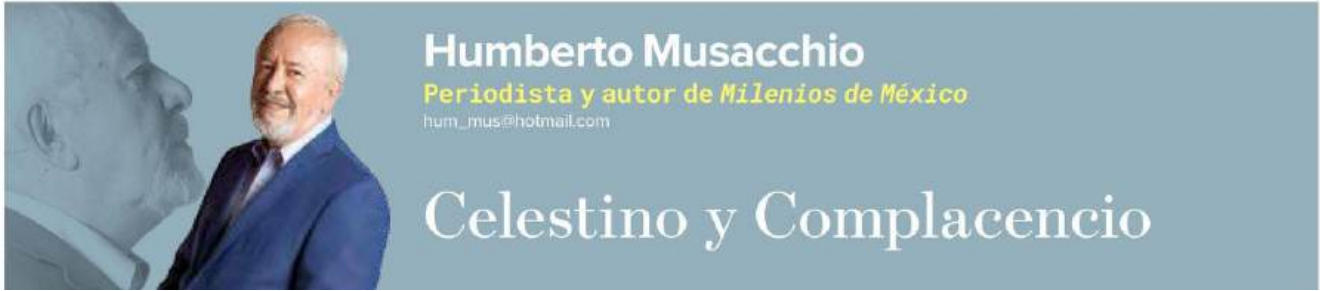 Humberto Musacchio
Periodista y autor de Milenios de México
hum_mus@hotmail.com
Celestino y Complacencio